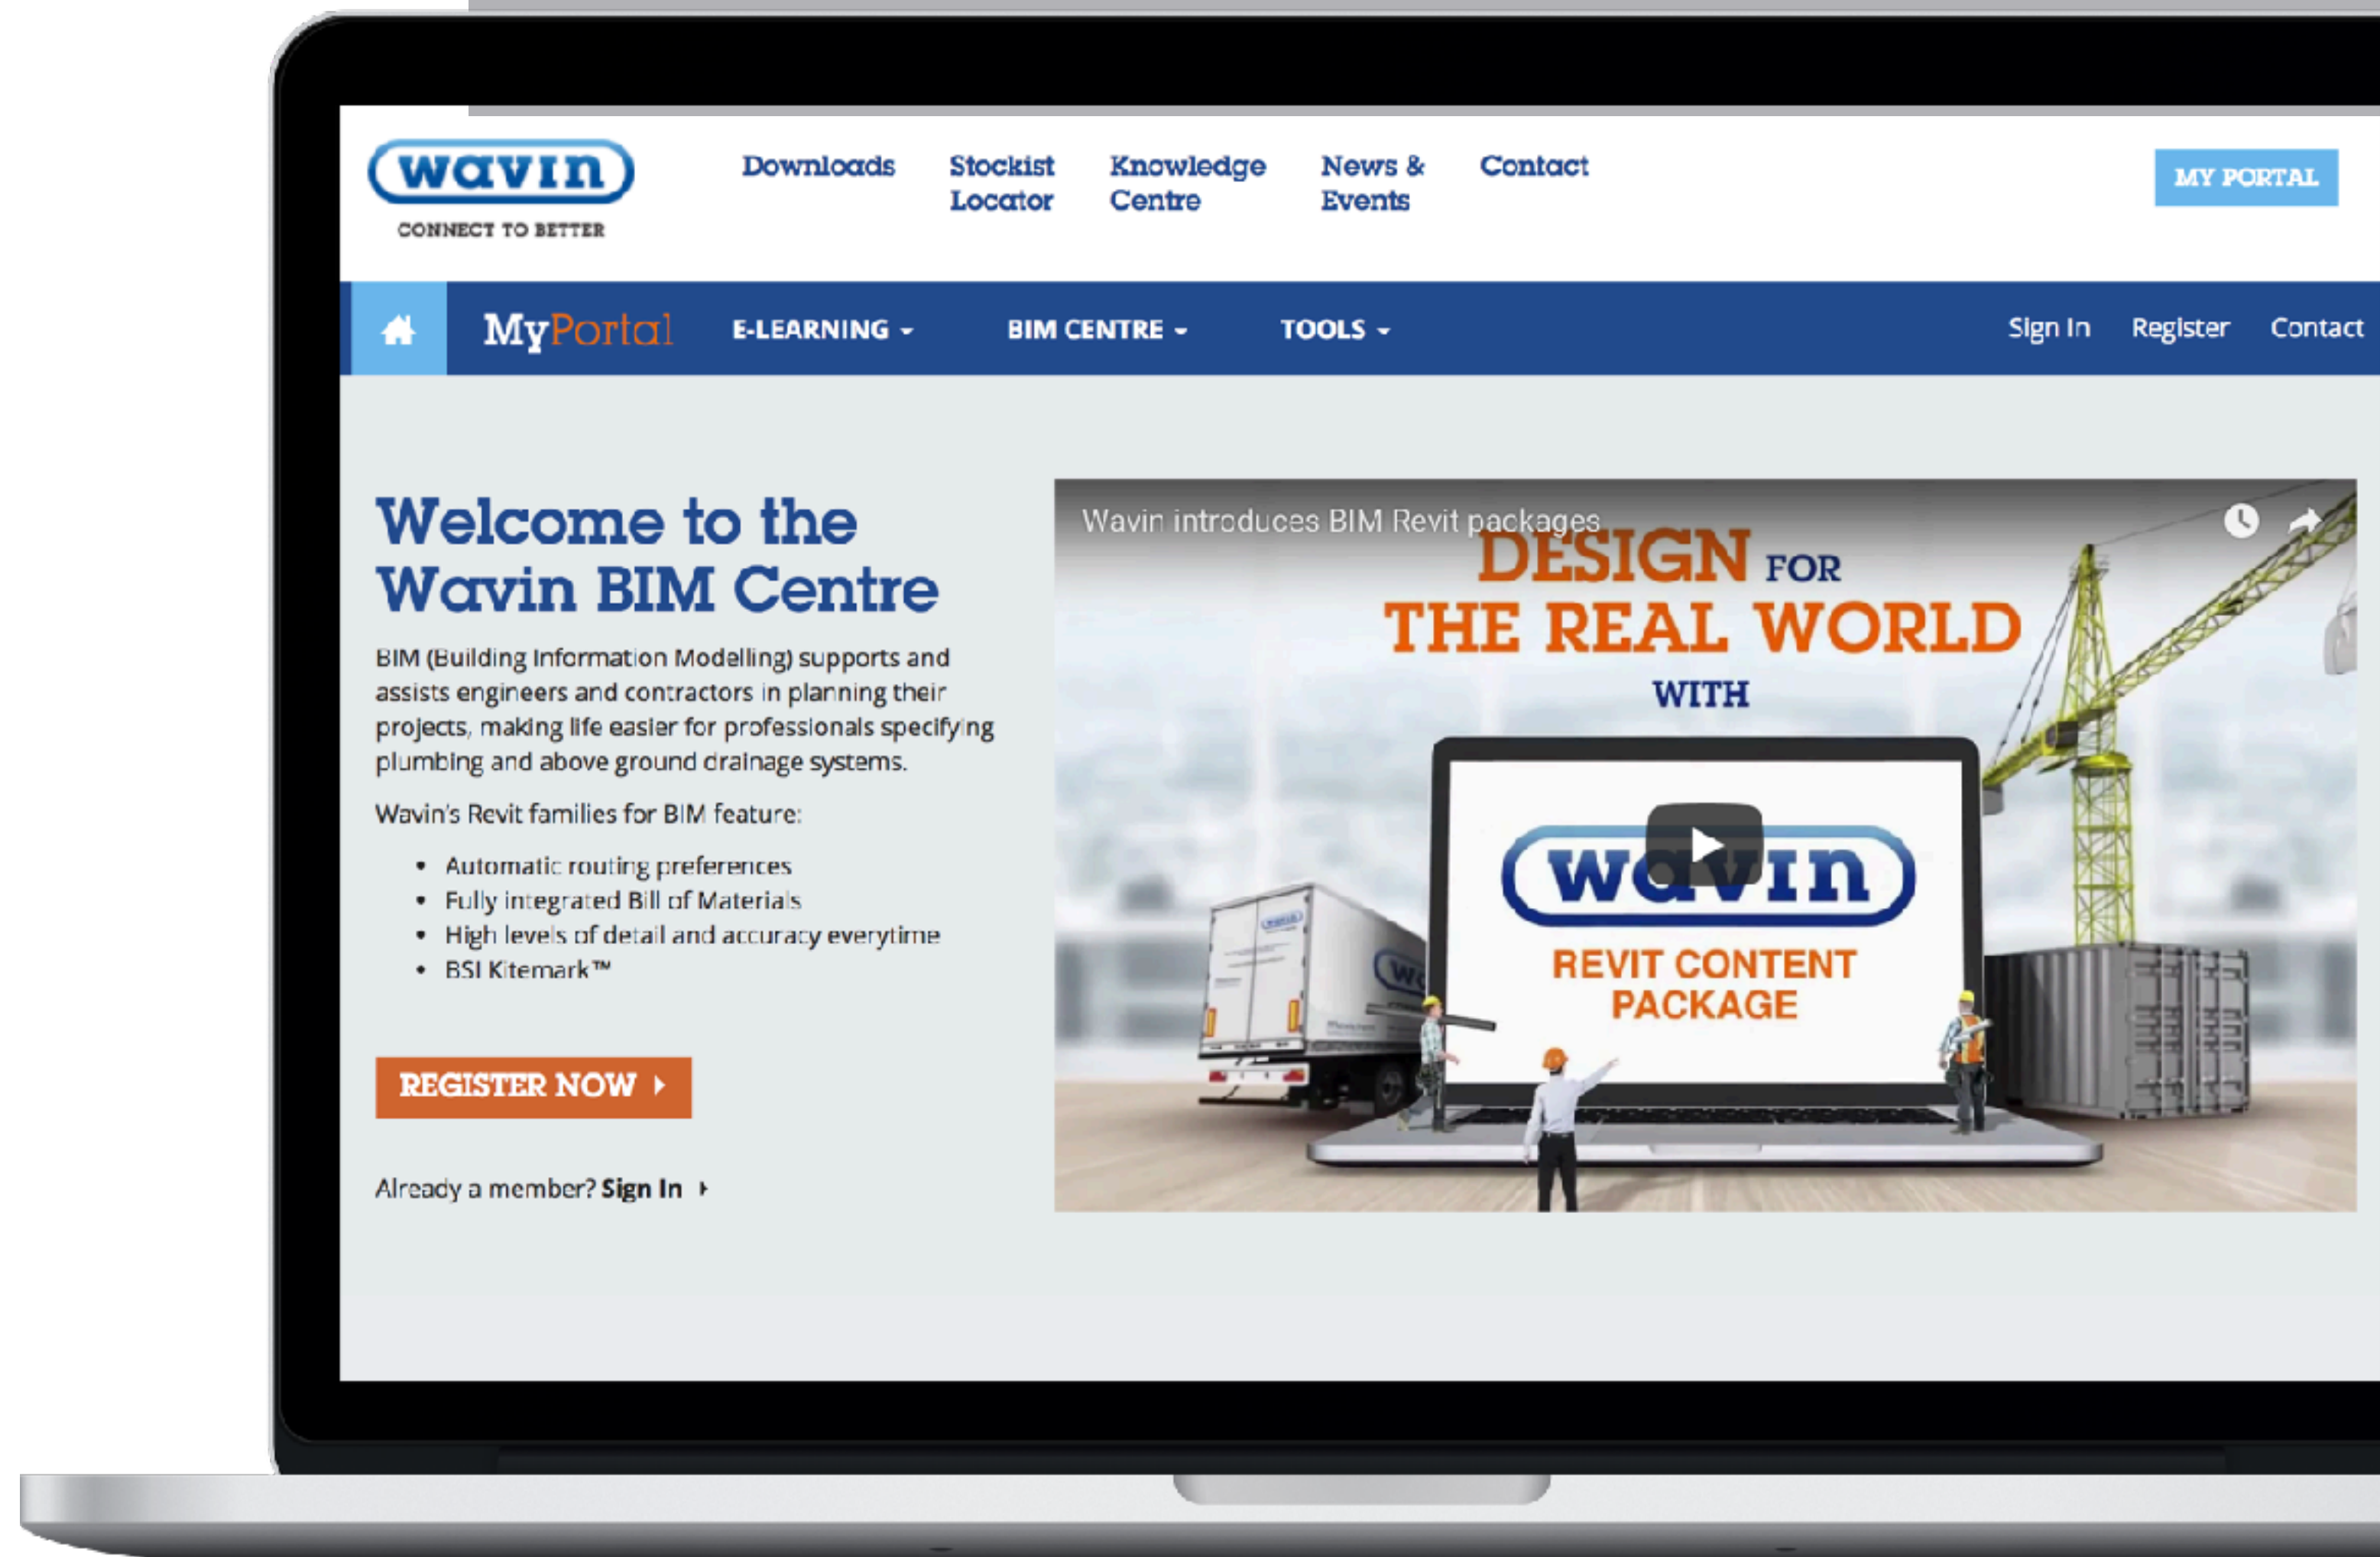 wavin
CONNECT TO BETTER
Downloads
Stockist
Locator
Knowledge
Centre
News &
Events
Contact
MY PORTAL
MyPortal
E-LEARNING
BIM CENTRE
TOOLS
Sign In
Register
Contact
Welcome to the
Wavin BIM Centre
BIM (Building Information Modelling) supports and
assists engineers and contractors in planning their
projects, making life easier for professionals specifying
plumbing and above ground drainage systems.
Wavin's Revit families for BIM feature:
• Automatic routing preferences
• Fully integrated Bill of Materials
• High levels of detail and accuracy everytime
• BSI Kitemark™
REGISTER NOW
Already a member? Sign In
Wavin introduces BIM Revit packages
DESIGN FOR
THE REAL WORLD
WITH
wavin
REVIT CONTENT
PACKAGE
wavin